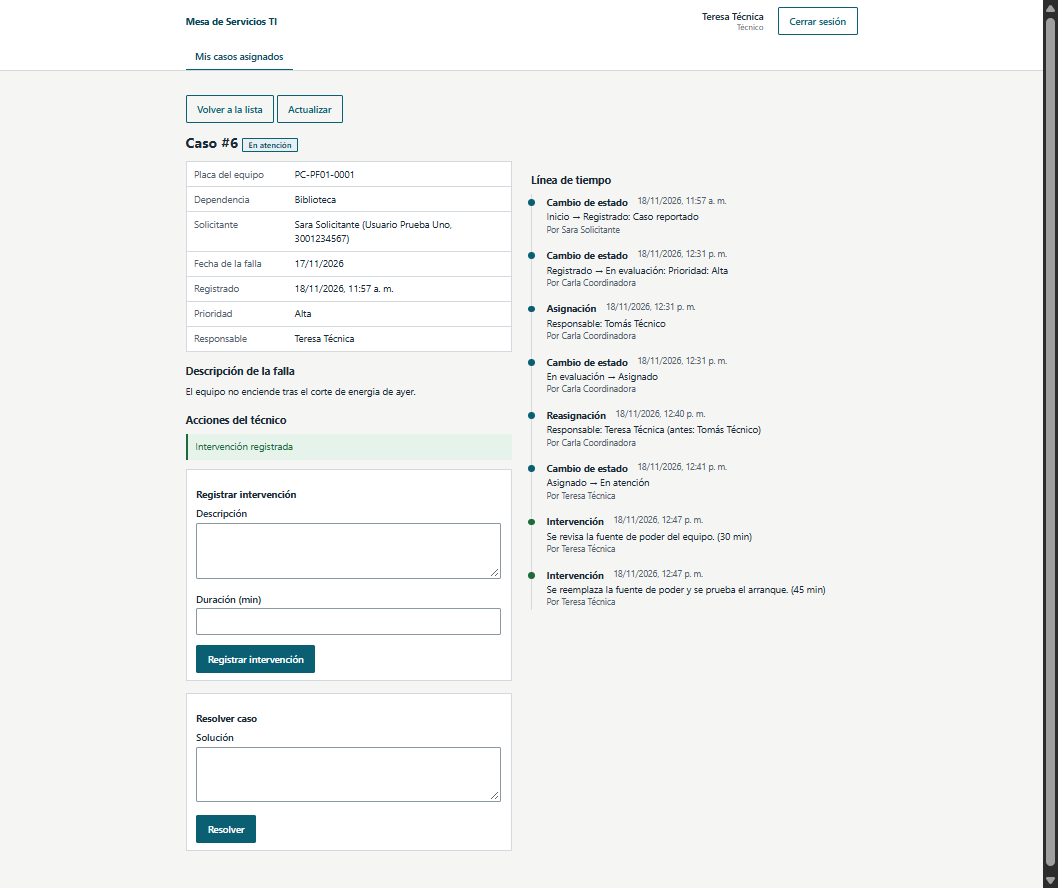 Mesa de Servicios TI
Teresa Técnica
Técnico
Cerrar sesión
Mis casos asignados
Volver a la lista
Actualizar
Caso #6 En atención
Placa del equipo PC-PF01-0001
Dependencia Biblioteca
Solicitante Sara Solicitante (Usuario Prueba Uno,
3001234567)
Fecha de la falla 17/11/2026
Registrado 18/11/2026, 11:57 a. m.
Prioridad Alta
Responsable Teresa Técnica
Descripción de la falla
El equipo no enciende tras el corte de energia de ayer.
Acciones del técnico
Intervención registrada
Registrar intervención
Descripción
Duración (min)
Registrar intervención
Resolver caso
Solución
Resolver
Línea de tiempo
Cambio de estado 18/11/2026, 11:57 a. m.
Inicio → Registrado: Caso reportado
Por Sara Solicitante
Cambio de estado 18/11/2026, 12:31 p. m.
Registrado → En evaluación: Prioridad: Alta
Por Carla Coordinadora
Asignación 18/11/2026, 12:31 p. m.
Responsable: Tomás Técnico
Por Carla Coordinadora
Cambio de estado 18/11/2026, 12:31 p. m.
En evaluación → Asignado
Por Carla Coordinadora
Reasignación 18/11/2026, 12:40 p. m.
Responsable: Teresa Técnica (antes: Tomás Técnico)
Por Carla Coordinadora
Cambio de estado 18/11/2026, 12:41 p. m.
Asignado → En atención
Por Teresa Técnica
Intervención 18/11/2026, 12:47 p. m.
Se revisa la fuente de poder del equipo. (30 min)
Por Teresa Técnica
Intervención 18/11/2026, 12:47 p. m.
Se reemplaza la fuente de poder y se prueba el arranque. (45 min)
Por Teresa Técnica